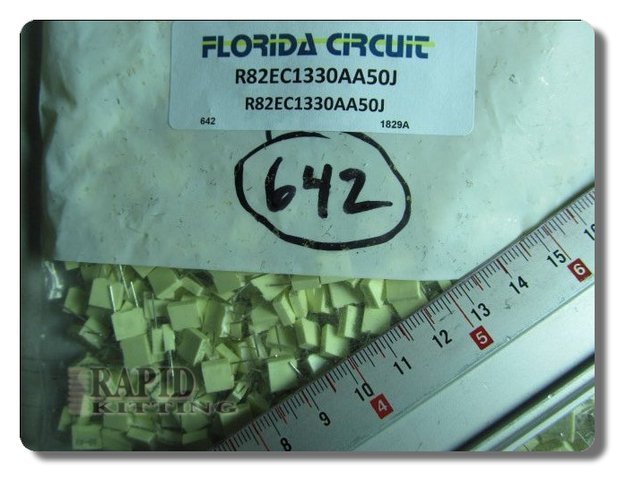 FLORIDA CIRCUIT
R82EC1330AA50J
R82EC1330AA50J
642 1829A
642
8 9 10 11 12 13 14 15 16
4 5 6
RAPID
KITTING